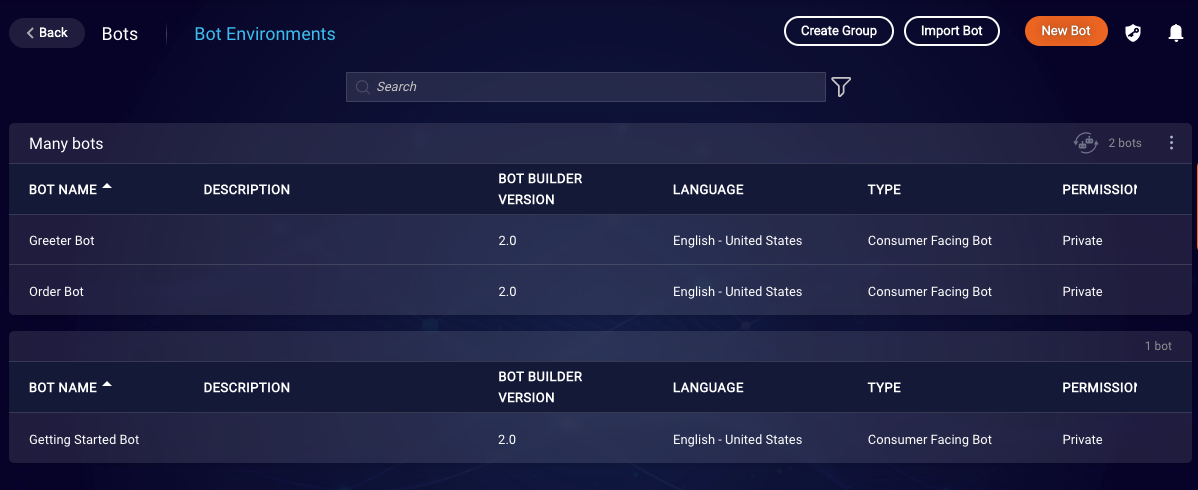 Back Bots Bot Environments Create Group Import Bot New Bot
Search
Many bots 2 bots
BOT NAME DESCRIPTION BOT BUILDER VERSION LANGUAGE TYPE PERMISSION
Greeter Bot 2.0 English - United States Consumer Facing Bot Private
Order Bot 2.0 English - United States Consumer Facing Bot Private
1 bot
BOT NAME DESCRIPTION BOT BUILDER VERSION LANGUAGE TYPE PERMISSION
Getting Started Bot 2.0 English - United States Consumer Facing Bot Private